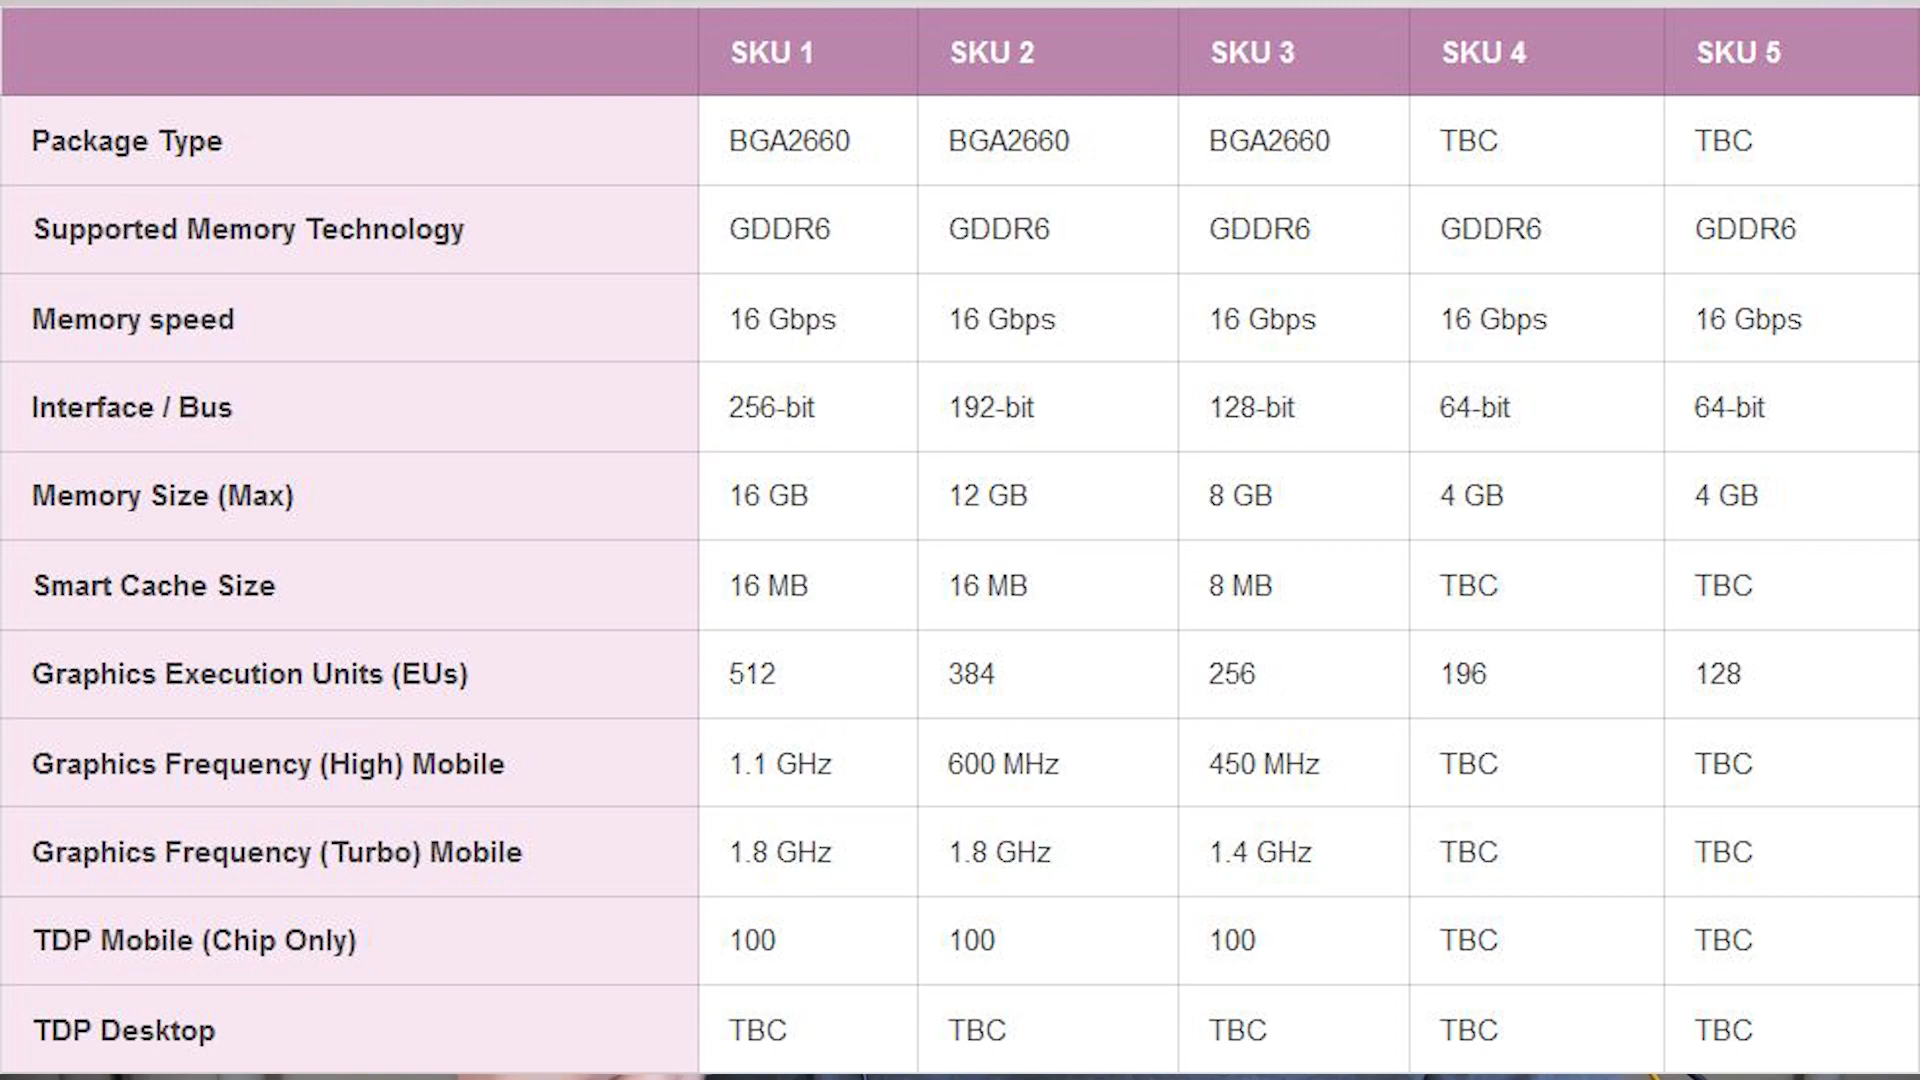 SKU 1 SKU 2 SKU 3 SKU 4 SKU 5
Package Type BGA2660 BGA2660 BGA2660 TBC TBC
Supported Memory Technology GDDR6 GDDR6 GDDR6 GDDR6 GDDR6
Memory speed 16 Gbps 16 Gbps 16 Gbps 16 Gbps 16 Gbps
Interface / Bus 256-bit 192-bit 128-bit 64-bit 64-bit
Memory Size (Max) 16 GB 12 GB 8 GB 4 GB 4 GB
Smart Cache Size 16 MB 16 MB 8 MB TBC TBC
Graphics Execution Units (EUs) 512 384 256 196 128
Graphics Frequency (High) Mobile 1.1 GHz 600 MHz 450 MHz TBC TBC
Graphics Frequency (Turbo) Mobile 1.8 GHz 1.8 GHz 1.4 GHz TBC TBC
TDP Mobile (Chip Only) 100 100 100 TBC TBC
TDP Desktop TBC TBC TBC TBC TBC